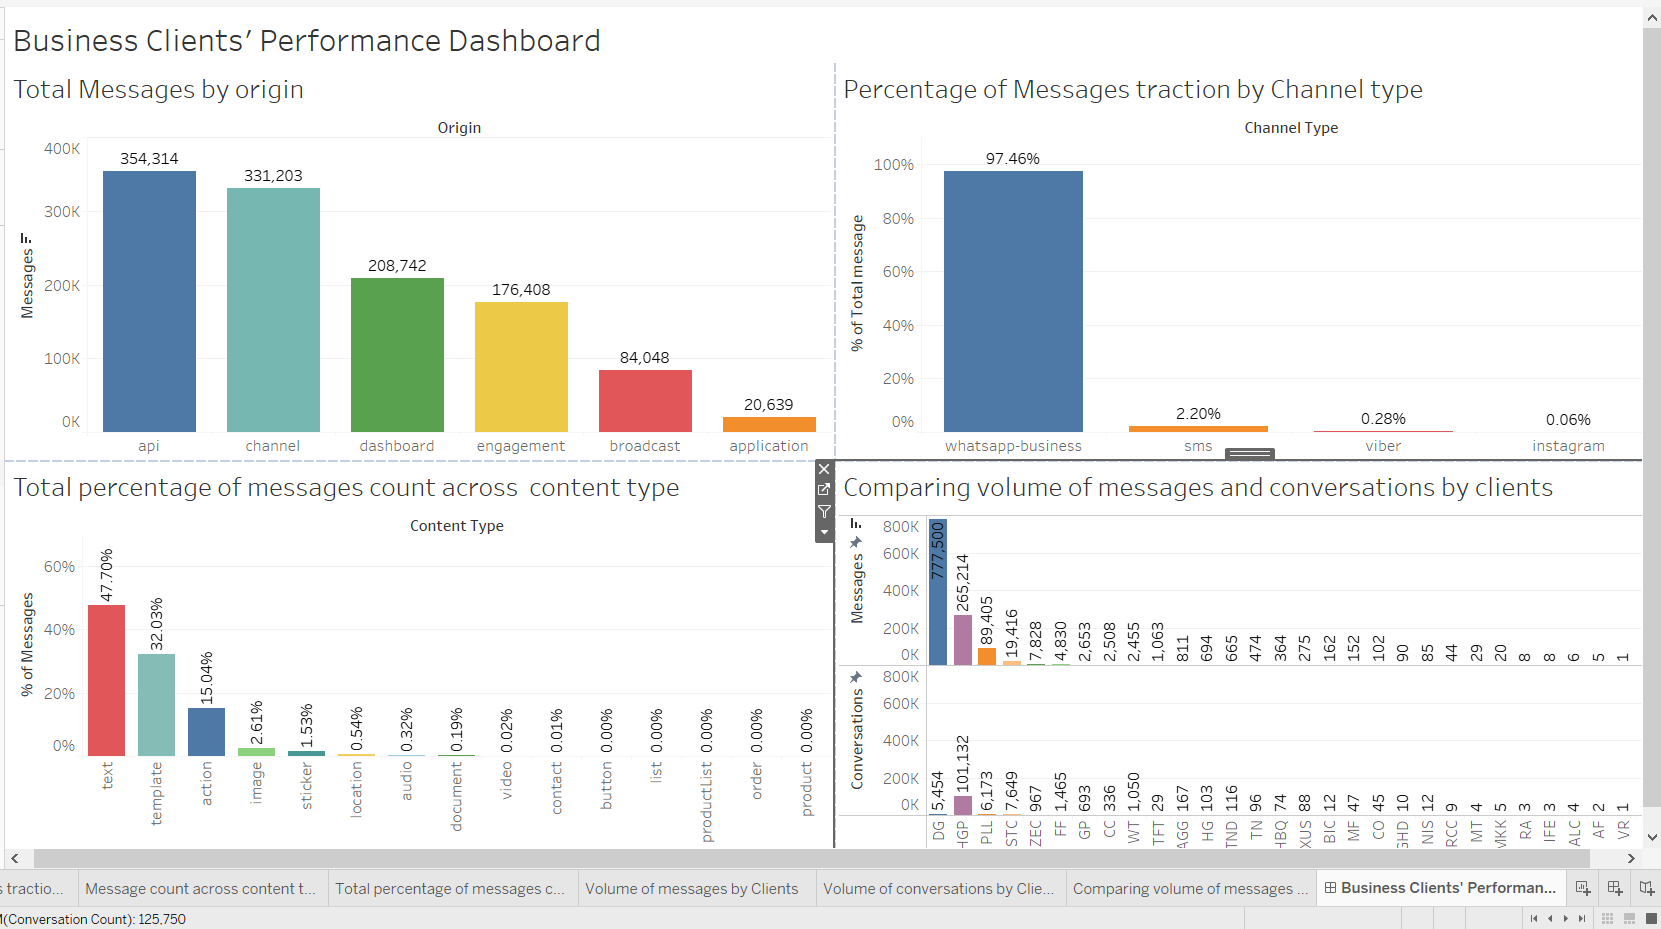 Business Clients’ Performance Dashboard
Total Messages by origin
Origin
Messages
400K
300K
200K
100K
0K
354,314
331,203
208,742
176,408
84,048
20,639
api
channel
dashboard
engagement
broadcast
application
Percentage of Messages traction by Channel type
Channel Type
% of Total message
100%
80%
60%
40%
20%
0%
97.46%
2.20%
0.28%
0.06%
whatsapp-business
sms
viber
instagram
Total percentage of messages count across  content type
Content Type
% of Messages
60%
40%
20%
0%
47.70%
32.03%
15.04%
2.61%
1.53%
0.54%
0.32%
0.19%
0.02%
0.01%
0.00%
0.00%
0.00%
0.00%
0.00%
text
template
action
image
sticker
location
audio
document
video
contact
button
list
productList
order
product
Comparing volume of messages and conversations by clients
Messages
800K
600K
400K
200K
0K
777,500
265,214
89,405
19,416
7,828
4,830
2,653
2,508
2,455
1,063
811
694
665
474
364
275
162
152
102
90
85
44
29
20
8
8
6
5
1
Conversations
800K
600K
400K
200K
0K
5,454
101,132
6,173
7,649
967
1,465
693
336
1,050
29
167
103
116
96
74
88
12
47
45
10
12
9
4
5
3
3
4
2
1
DG
HGP
PLL
STC
ZEC
FF
GP
CC
WT
TFT
AGG
HG
TND
TN
HBQ
XUS
BIC
MF
CO
GHD
NIS
RCC
MT
MKK
RA
IFE
ALC
AF
VR
s tractio...
Message count across content t...
Total percentage of messages c...
Volume of messages by Clients
Volume of conversations by Clie...
Comparing volume of messages ...
Business Clients' Performan...
(Conversation Count): 125,750